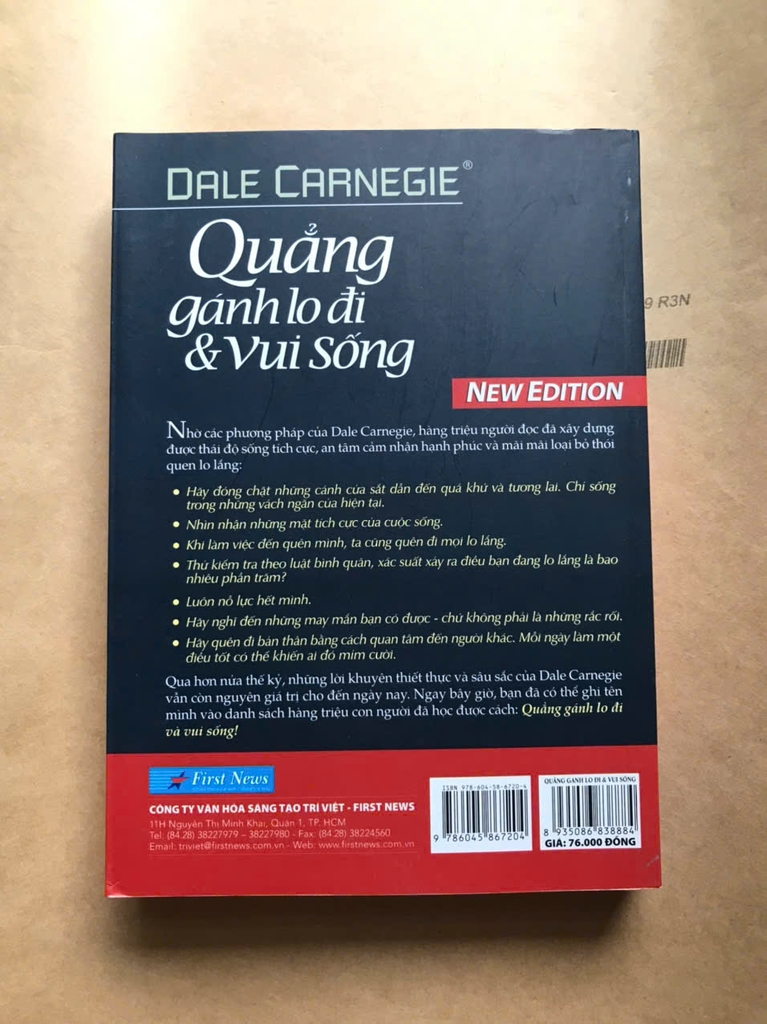 DALE CARNEGIE®
Quẳng
gánh lo đi
& vui sống
NEW EDITION
Nhờ các phương pháp của Dale Carnegie, hàng triệu người đọc đã xây dựng
được thái độ sống tích cực, an tâm cảm nhận hạnh phúc và mãi mãi loại bỏ thói
quen lo lắng:
• Hãy đóng chặt những cánh cửa sắt dẫn đến quá khứ và tương lai. Chỉ sống
trong những vách ngăn của hiện tại.
• Nhìn nhận những mặt tích cực của cuộc sống.
• Khi làm việc đến quên mình, ta cũng quên đi mọi lo lắng.
• Thử kiểm tra theo luật bình quân, xác suất xảy ra điều bạn đang lo lắng là bao
nhiêu phần trăm?
• Luôn nỗ lực hết mình.
• Hãy nghĩ đến những may mắn bạn có được - chứ không phải là những rắc rối.
• Hãy quên đi bản thân bằng cách quan tâm đến người khác. Mỗi ngày làm một
điều tốt có thể khiến ai đó mỉm cười.
Qua hơn nửa thế kỷ, những lời khuyên thiết thực và sâu sắc của Dale Carnegie
vẫn còn nguyên giá trị cho đến ngày nay. Ngay bây giờ, bạn đã có thể ghi tên
mình vào danh sách hàng triệu con người đã học được cách: Quẳng gánh lo đi
và vui sống!
First News
CÔNG TY VĂN HÓA SÁNG TẠO TRÍ VIỆT - FIRST NEWS
11H Nguyễn Thị Minh Khai, Quận 1, TP. HCM
Tel: (84.28) 38227979 – 38227980 - Fax: (84.28) 38224560
Email: triviet@firstnews.com.vn - Web: www.firstnews.com.vn
ISBN 978-604-58-6720-4
9 786045 867204
QUẲNG GÁNH LO ĐI & VUI SỐNG
8 935086 838884
GIÁ: 76.000 ĐỒNG
9 R3N